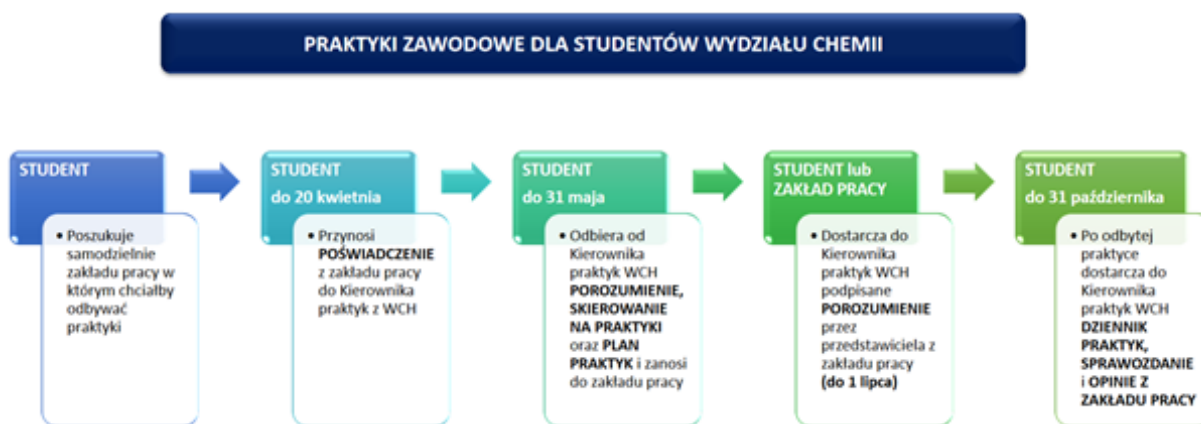 PRAKTYKI ZAWODOWE DLA STUDENTÓW WYDZIAŁU CHEMII
STUDENT
• Poszukuje
samodzielnie
zakładu pracy w
którym chciałby
odbywać
praktyki
STUDENT
do 20 kwietnia
• Przynosi
POŚWIADCZENIE
z zakładu pracy
do Kierownika
praktyk z WCH
STUDENT
do 31 maja
• Odbiera od
Kierownika
praktyk WCH
POROZUMIENIE,
SKIEROWANIE
NA PRAKTYKI
oraz PLAN
PRAKTYK i zanosi
do zakładu pracy
STUDENT lub
ZAKŁAD PRACY
• Dostarcza do
Kierownika
praktyk WCH
podpisane
POROZUMIENIE
przez
przedstawiciela z
zakładu pracy
(do 1 lipca)
STUDENT
do 31 października
• Po odbytej
praktyce
dostarcza do
Kierownika
praktyk WCH
DZIENNIK
PRAKTYK,
SPRAWOZDANIE
i OPINIE Z
ZAKŁADU PRACY